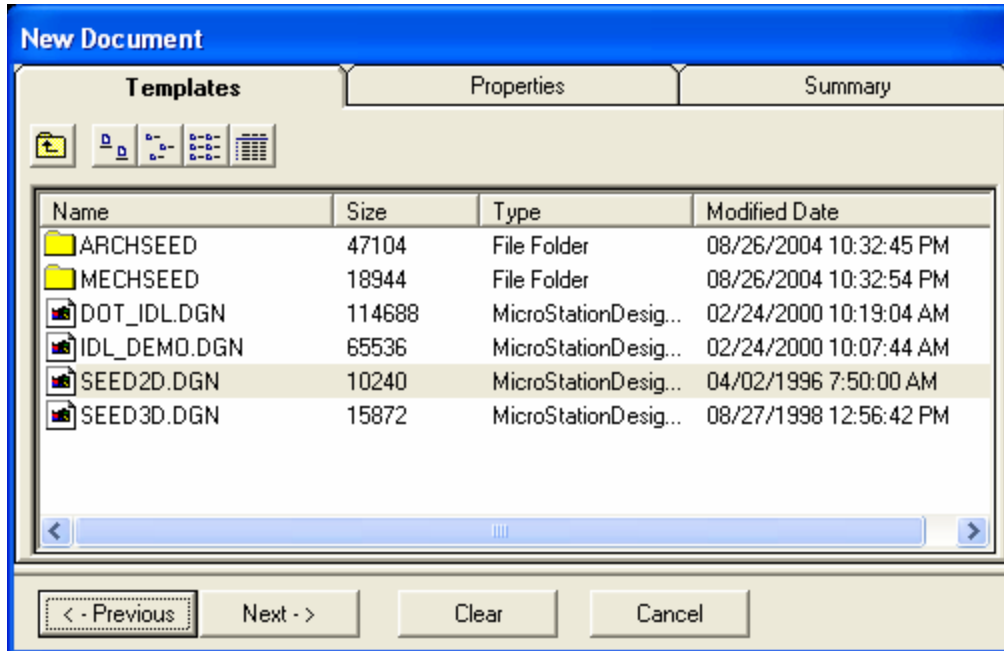 New Document
Templates Properties Summary
Name Size Type Modified Date
ARCHSEED 47104 File Folder 08/26/2004 10:32:45 PM
MECHSEED 18944 File Folder 08/26/2004 10:32:54 PM
DOT_IDL.DGN 114688 MicroStationDesig... 02/24/2000 10:19:04 AM
IDL_DEMO.DGN 65536 MicroStationDesig... 02/24/2000 10:07:44 AM
SEED2D.DGN 10240 MicroStationDesig... 04/02/1996 7:50:00 AM
SEED3D.DGN 15872 MicroStationDesig... 08/27/1998 12:56:42 PM
< - Previous Next - > Clear Cancel